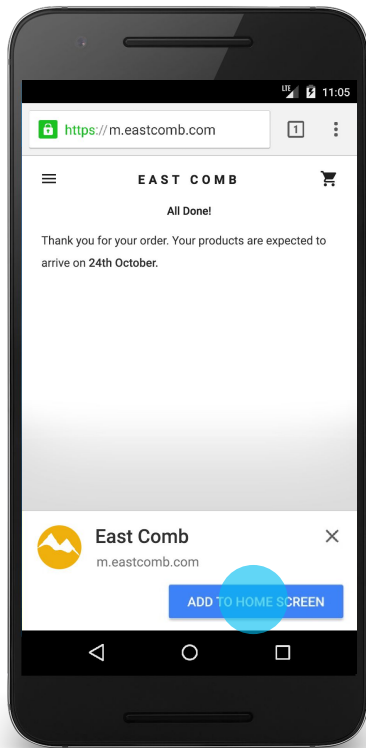 LTE 11:05
https://m.eastcomb.com 1
EAST COMB
All Done!
Thank you for your order. Your products are expected to
arrive on 24th October.
East Comb
m.eastcomb.com
ADD TO HOME SCREEN